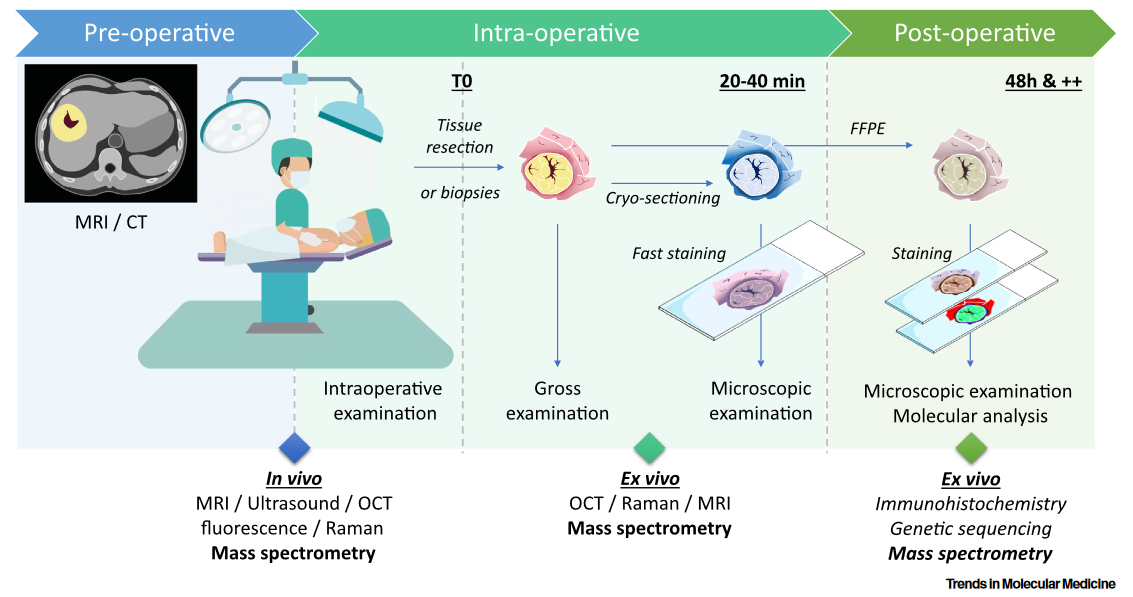 Pre-operative
Intra-operative
Post-operative
MRI / CT
T0
20-40 min
48h & ++
Tissue
resection
or biopsies
Cryo-sectioning
FFPE
Fast staining
Staining
Intraoperative
examination
Gross
examination
Microscopic
examination
Microscopic examination
Molecular analysis
In vivo
MRI / Ultrasound / OCT
fluorescence / Raman
Mass spectrometry
Ex vivo
OCT / Raman / MRI
Mass spectrometry
Ex vivo
Immunohistochemistry
Genetic sequencing
Mass spectrometry
Trends in Molecular Medicine